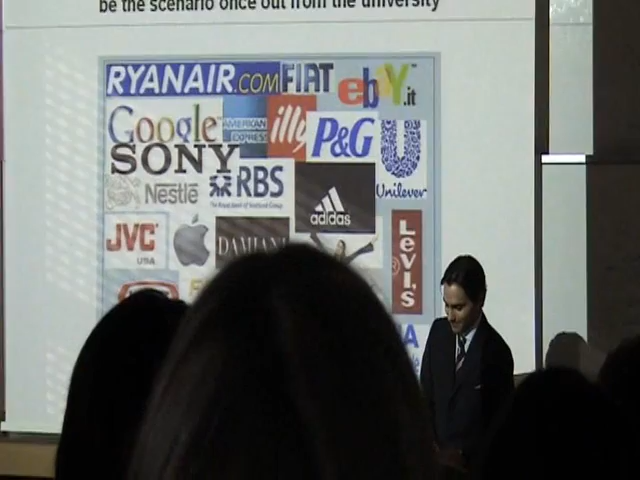 be the scenario once out from the university
RYANAIR.COM
FIAT
ebY.it
Google
AMERICAN
EXPRESS
illy
P&G
Unilever
SONY
Nestlé
RBS
The Royal Bank of Scotland Group
adidas
JVC
USA
DAMIANI
Levi's